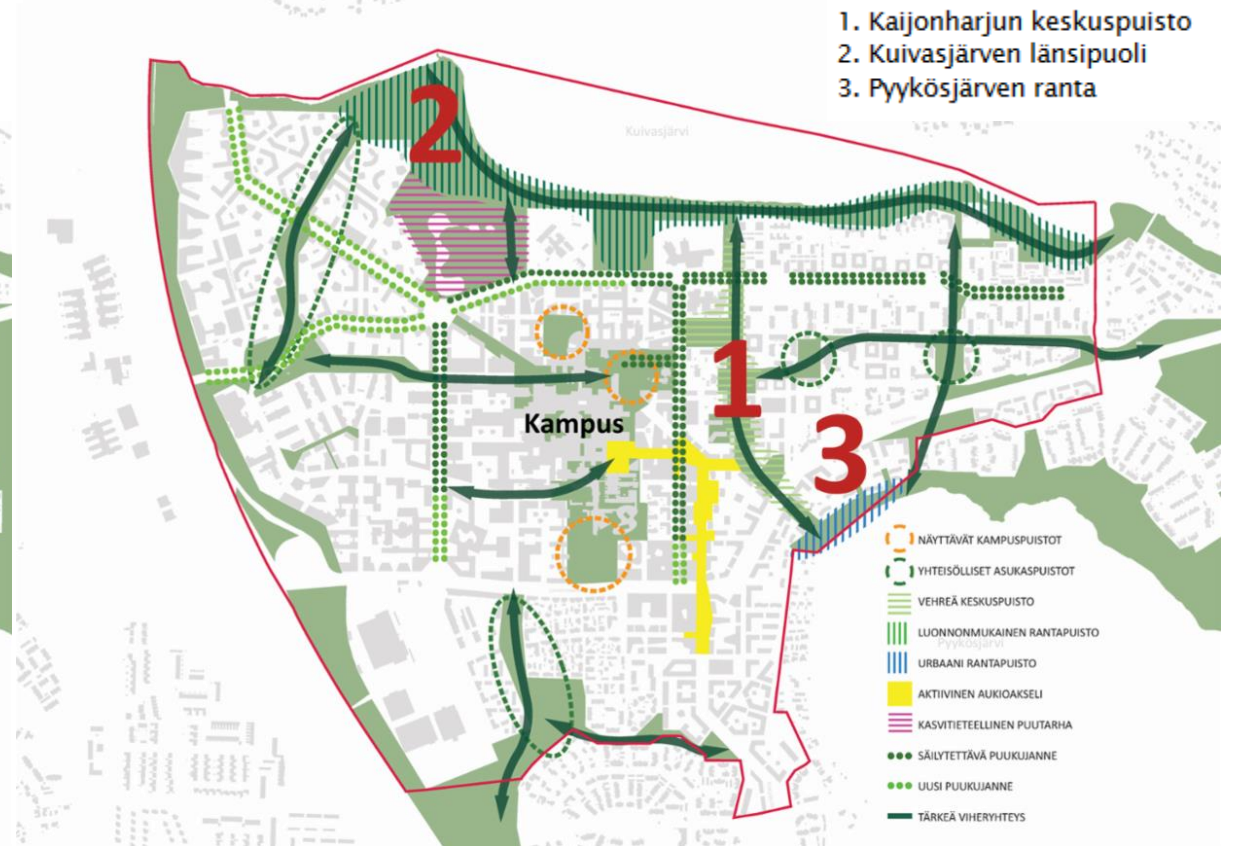 1. Kaijonharjun keskuspuisto
2. Kuivasjärven länsipuoli
3. Pyykösjärven ranta
Kuivasjärvi
2
1
3
Kampus
NÄYTTÄVÄT KAMPUSPUISTOT
YHTEISÖLLISET ASUKASPUISTOT
VEHREÄ KESKUSPUISTO
LUONNONMUKAINEN RANTAPUISTO
Pyykösjärvi
URBAANI RANTAPUISTO
AKTIIVINEN AUKIOAKSELI
KASVITIETEELLINEN PUUTARHA
SÄILYTETTÄVÄ PUUKUJANNE
UUSI PUUKUJANNE
TÄRKEÄ VIHERYHTEYS